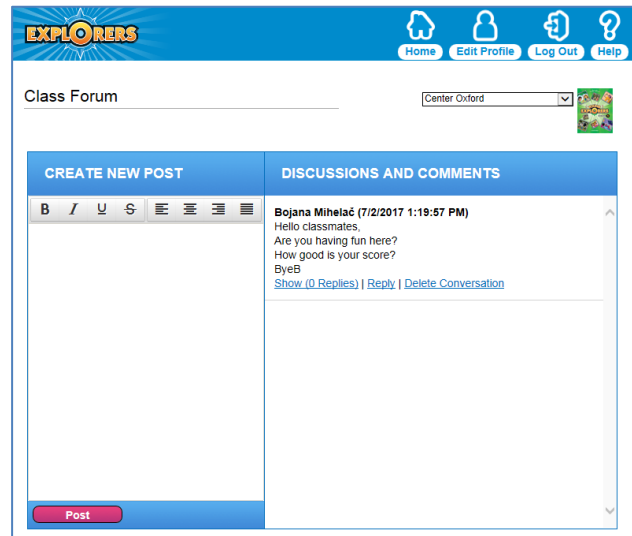 EXPLORERS
Home Edit Profile Log Out Help
Class Forum
Center Oxford
EXPLORERS
CREATE NEW POST
DISCUSSIONS AND COMMENTS
B I U S
Bojana Mihelač (7/2/2017 1:19:57 PM)
Hello classmates,
Are you having fun here?
How good is your score?
ByeB
Show (0 Replies) | Reply | Delete Conversation
Post